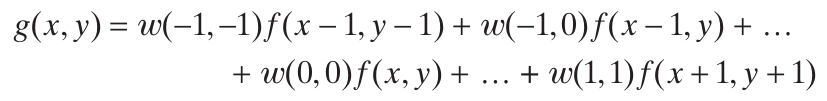 g(x, y) = w(−1, −1)f(x − 1, y − 1) + w(−1, 0)f(x − 1, y) + …
+ w(0, 0)f(x, y) + … + w(1, 1)f(x + 1, y + 1)